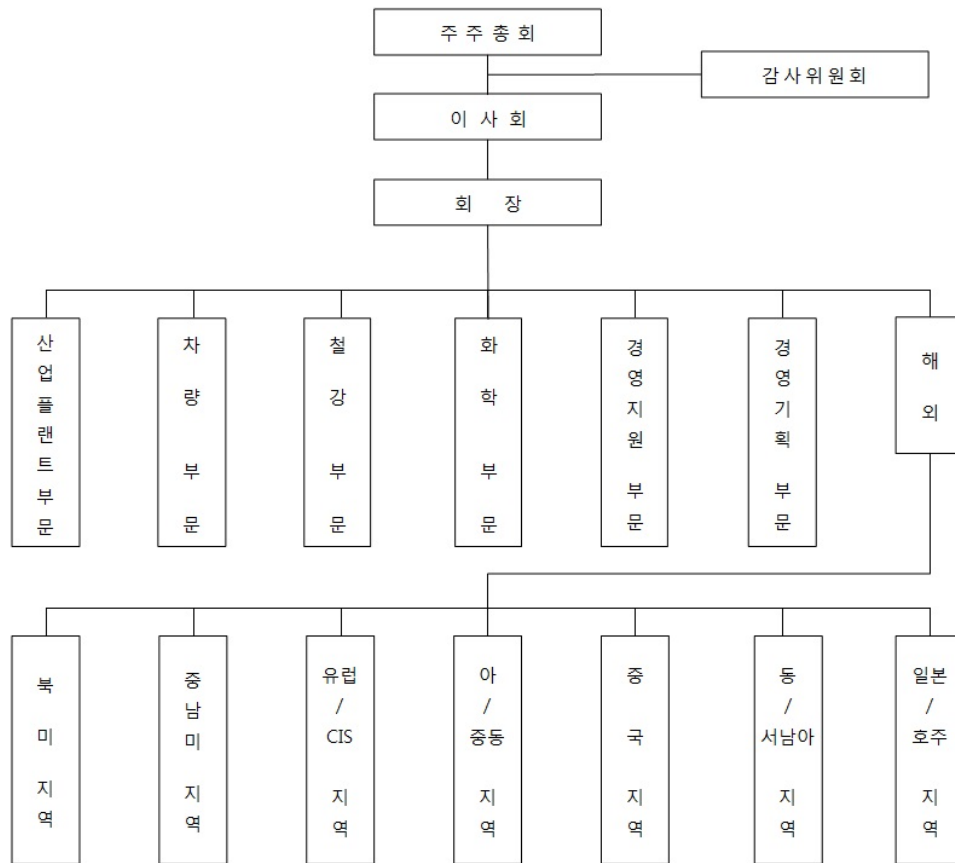 주주총회
감사위원회
이사회
회 장
산업플랜트부문
차량 부문
철강 부문
화학 부문
경영지원 부문
경영기획 부문
해외
북미지역
중남미 지역
유럽
/
CIS
지역
아
/
중동
지역
중국 지역
동
/
서남아
지역
일본
/
호주
지역